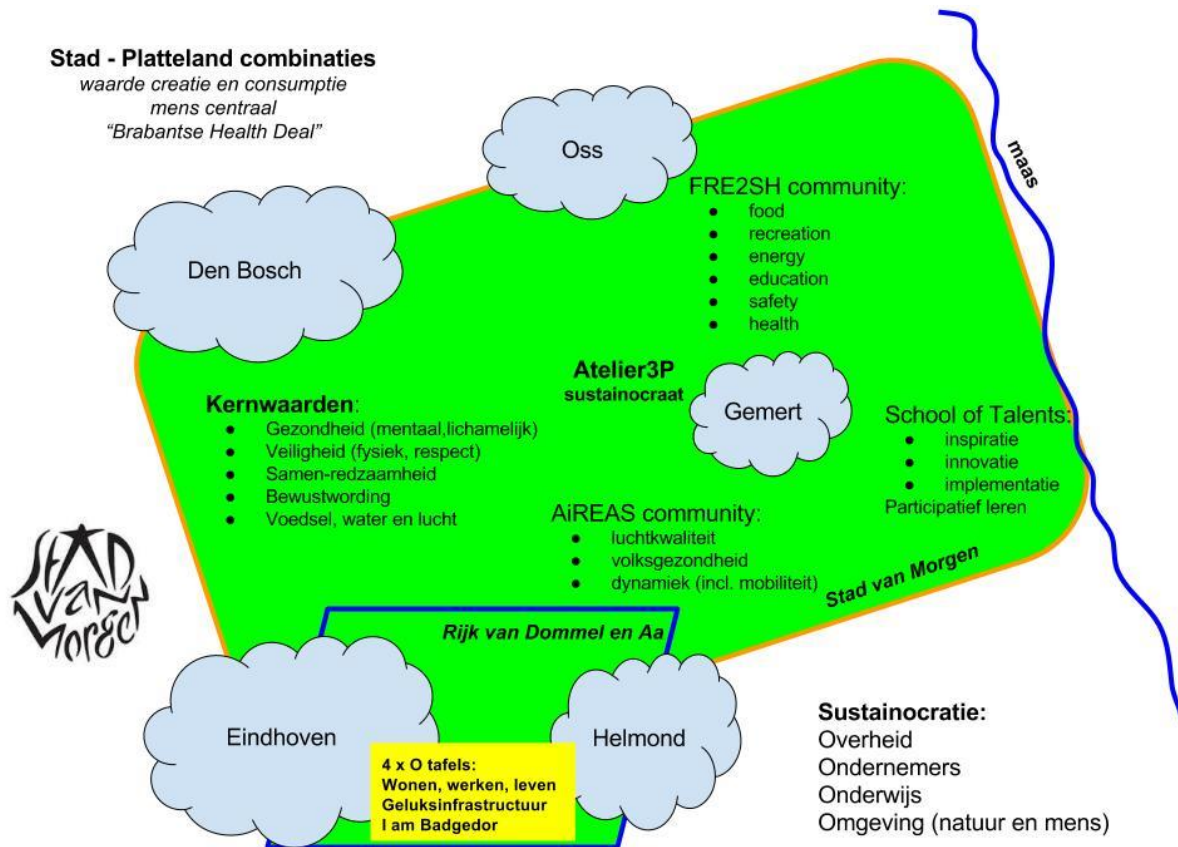 Stad - Platteland combinaties
waarde creatie en consumptie
mens centraal
“Brabantse Health Deal”
Oss
maas
Den Bosch
FRE2SH community:
● food
● recreation
● energy
● education
● safety
● health
Atelier3P
sustainocraat
Gemert
Kernwaarden:
● Gezondheid (mentaal,lichamelijk)
● Veiligheid (fysiek, respect)
● Samen-redzaamheid
● Bewustwording
● Voedsel, water en lucht
School of Talents:
● inspiratie
● innovatie
● implementatie
Participatief leren
AiREAS community:
● luchtkwaliteit
● volksgezondheid
● dynamiek (incl. mobiliteit)
Stad van Morgen
STAD
VAN
MORGEN
Rijk van Dommel en Aa
Eindhoven
Helmond
4 x O tafels:
Wonen, werken, leven
Geluksinfrastructuur
I am Badgedor
Sustainocratie:
Overheid
Ondernemers
Onderwijs
Omgeving (natuur en mens)